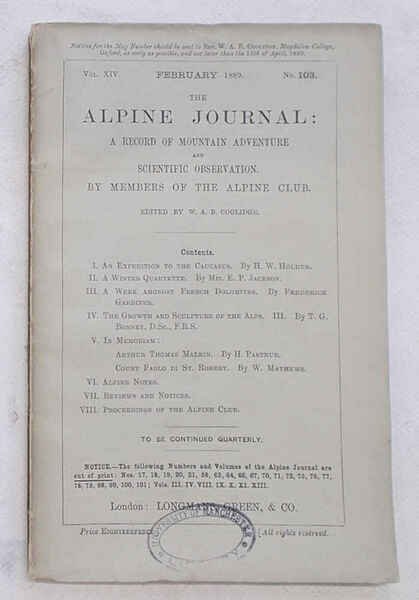 Notices for the May Number should be sent to Rev. W. A. B. Coolidge, Magdalen College,
Oxford, as early as possible, and not later than the 15th of April, 1889.
Vol. XIV. FEBRUARY 1889. No. 103.
THE
ALPINE JOURNAL:
A RECORD OF MOUNTAIN ADVENTURE
AND
SCIENTIFIC OBSERVATION.
BY MEMBERS OF THE ALPINE CLUB.
EDITED BY W. A. B. COOLIDGE.
Contents.
I. An Expedition to the Caucasus. By H. W. Holder.
II. A Winter Quartette. By Mrs. E. P. Jackson.
III. A Week amongst French Dolomites. By Frederick
Gardiner.
IV. The Growth and Sculpture of the Alps. III. By T. G.
Bonney, D.Sc., F.R.S.
V. In Memoriam:
Arthur Thomas Malkin. By H. Pasteur.
Count Paolo di St. Robert. By W. Mathews.
VI. Alpine Notes.
VII. Reviews and Notices.
VIII. Proceedings of the Alpine Club.
TO BE CONTINUED QUARTERLY.
NOTICE.—The following Numbers and Volumes of the Alpine Journal are
out of print: Nos. 17, 18, 19, 20, 51, 58, 63, 64, 66, 67, 70, 71, 72, 75, 76, 77,
78, 79, 98, 99, 100, 101; Vols. III. IV. VIII. IX. X. XI. XIII.
London: LONGMANS, GREEN, & CO.
Price Eighteenpence. [All rights reserved.
UNIVERSITY OF MANCHESTER